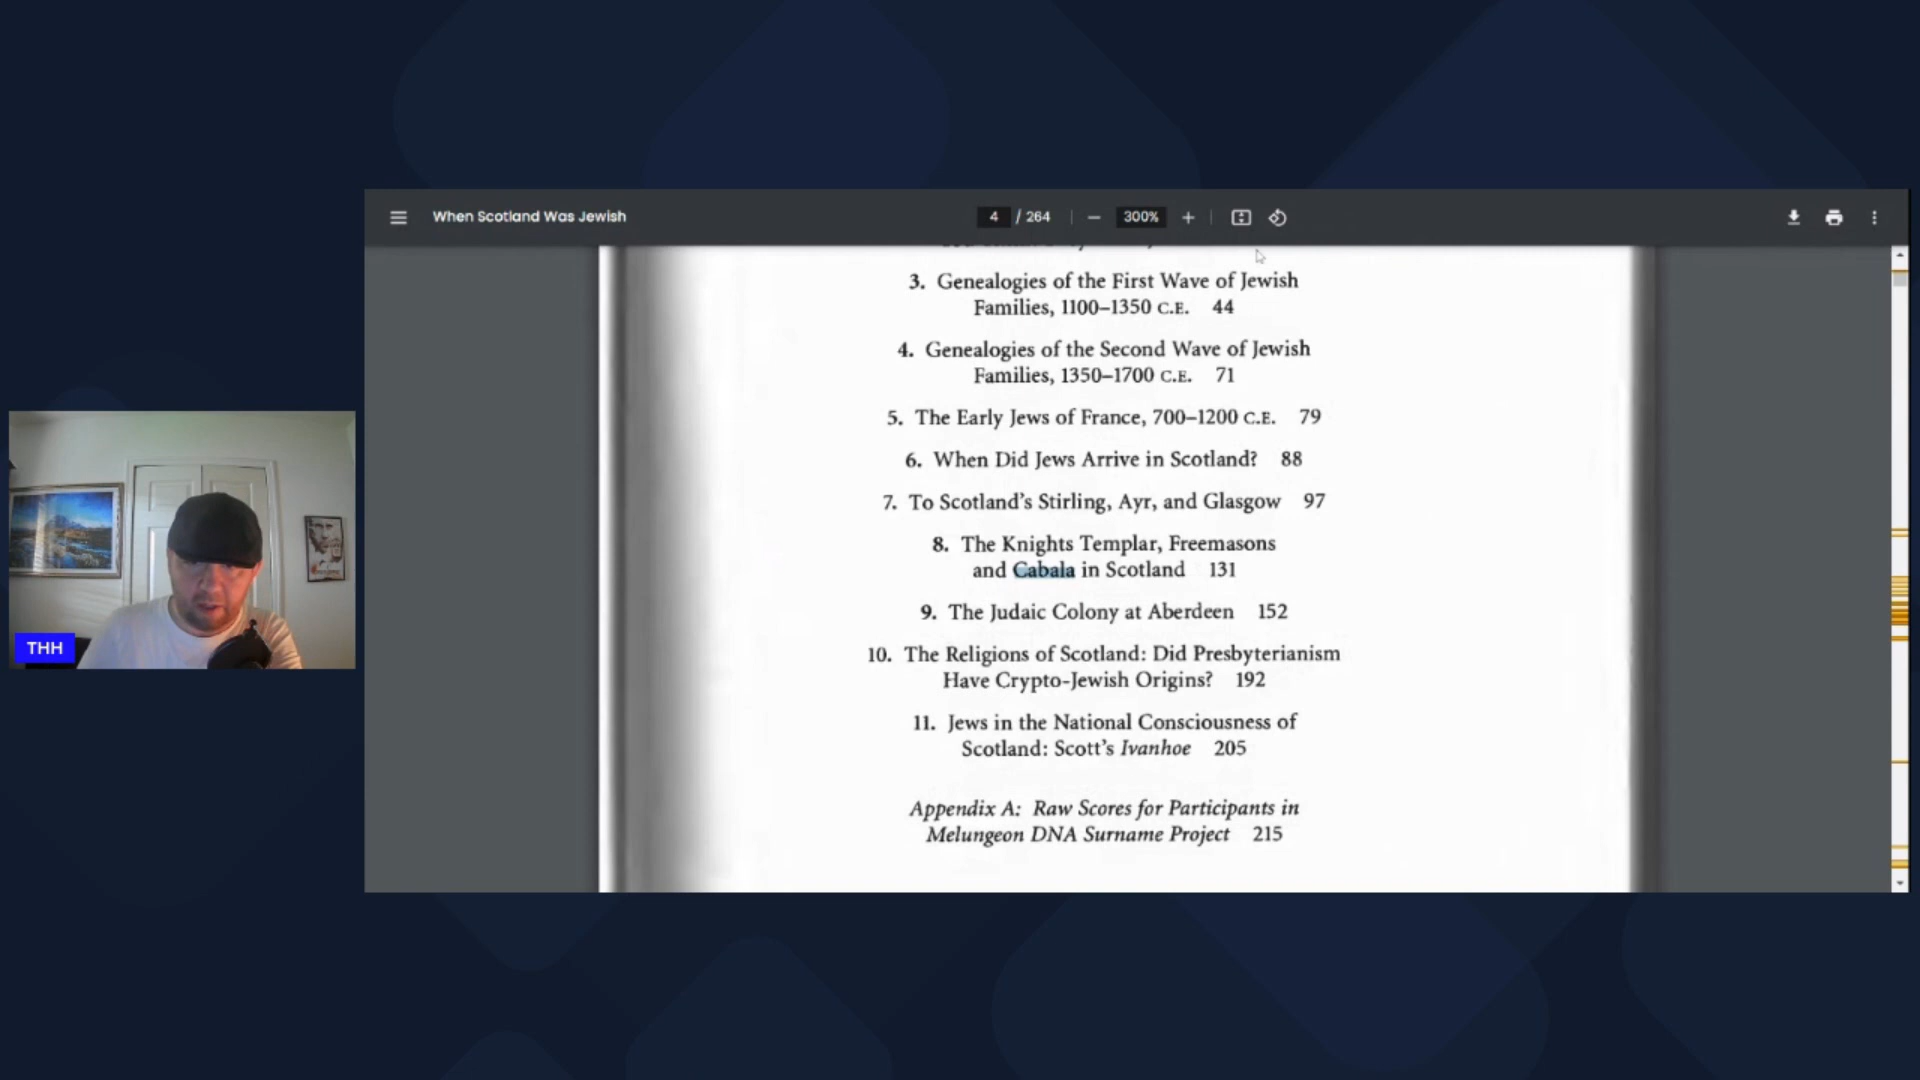 When Scotland Was Jewish
4 / 264
300%
3. Genealogies of the First Wave of Jewish
Families, 1100–1350 C.E. 44
4. Genealogies of the Second Wave of Jewish
Families, 1350–1700 C.E. 71
5. The Early Jews of France, 700–1200 C.E. 79
6. When Did Jews Arrive in Scotland? 88
7. To Scotland's Stirling, Ayr, and Glasgow 97
8. The Knights Templar, Freemasons
and Cabala in Scotland 131
9. The Judaic Colony at Aberdeen 152
10. The Religions of Scotland: Did Presbyterianism
Have Crypto-Jewish Origins? 192
11. Jews in the National Consciousness of
Scotland: Scott's Ivanhoe 205
Appendix A: Raw Scores for Participants in
Melungeon DNA Surname Project 215
THH